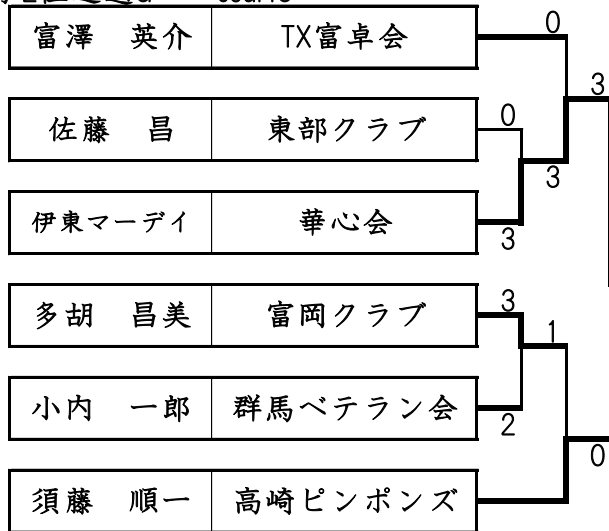 富澤 英介 TX富卓会 0
3
佐藤 昌 東部クラブ 0
3
伊東マーデイ 華心会 3
多胡 昌美 富岡クラブ 3
1
小内 一郎 群馬ベテラン会 2
0
須藤 順一 高崎ピンポンズ